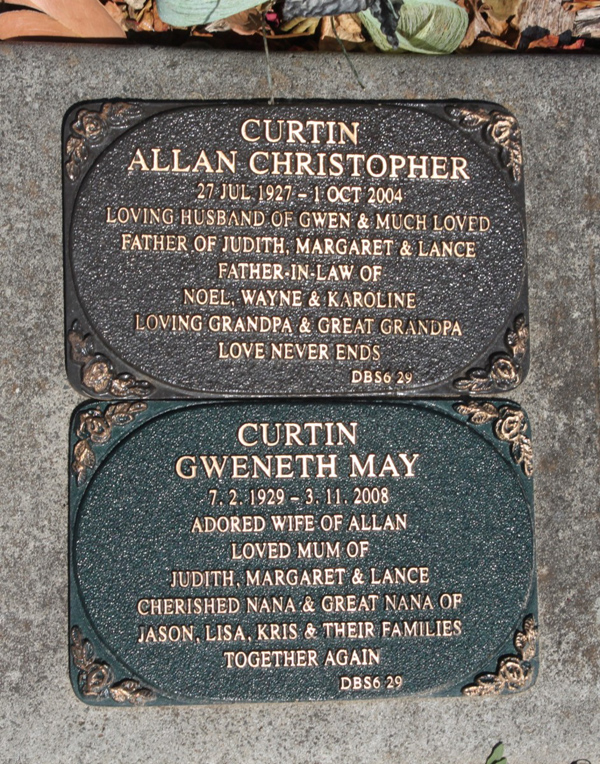 CURTIN
ALLAN CHRISTOPHER
27 JUL 1927 – 1 OCT 2004
LOVING HUSBAND OF GWEN & MUCH LOVED
FATHER OF JUDITH, MARGARET & LANCE
FATHER-IN-LAW OF
NOEL, WAYNE & KAROLINE
LOVING GRANDPA & GREAT GRANDPA
LOVE NEVER ENDS
DBS6 29
CURTIN
GWENETH MAY
7. 2. 1929 – 3. 11. 2008
ADORED WIFE OF ALLAN
LOVED MUM OF
JUDITH, MARGARET & LANCE
CHERISHED NANA & GREAT NANA OF
JASON, LISA, KRIS & THEIR FAMILIES
TOGETHER AGAIN
DBS6 29